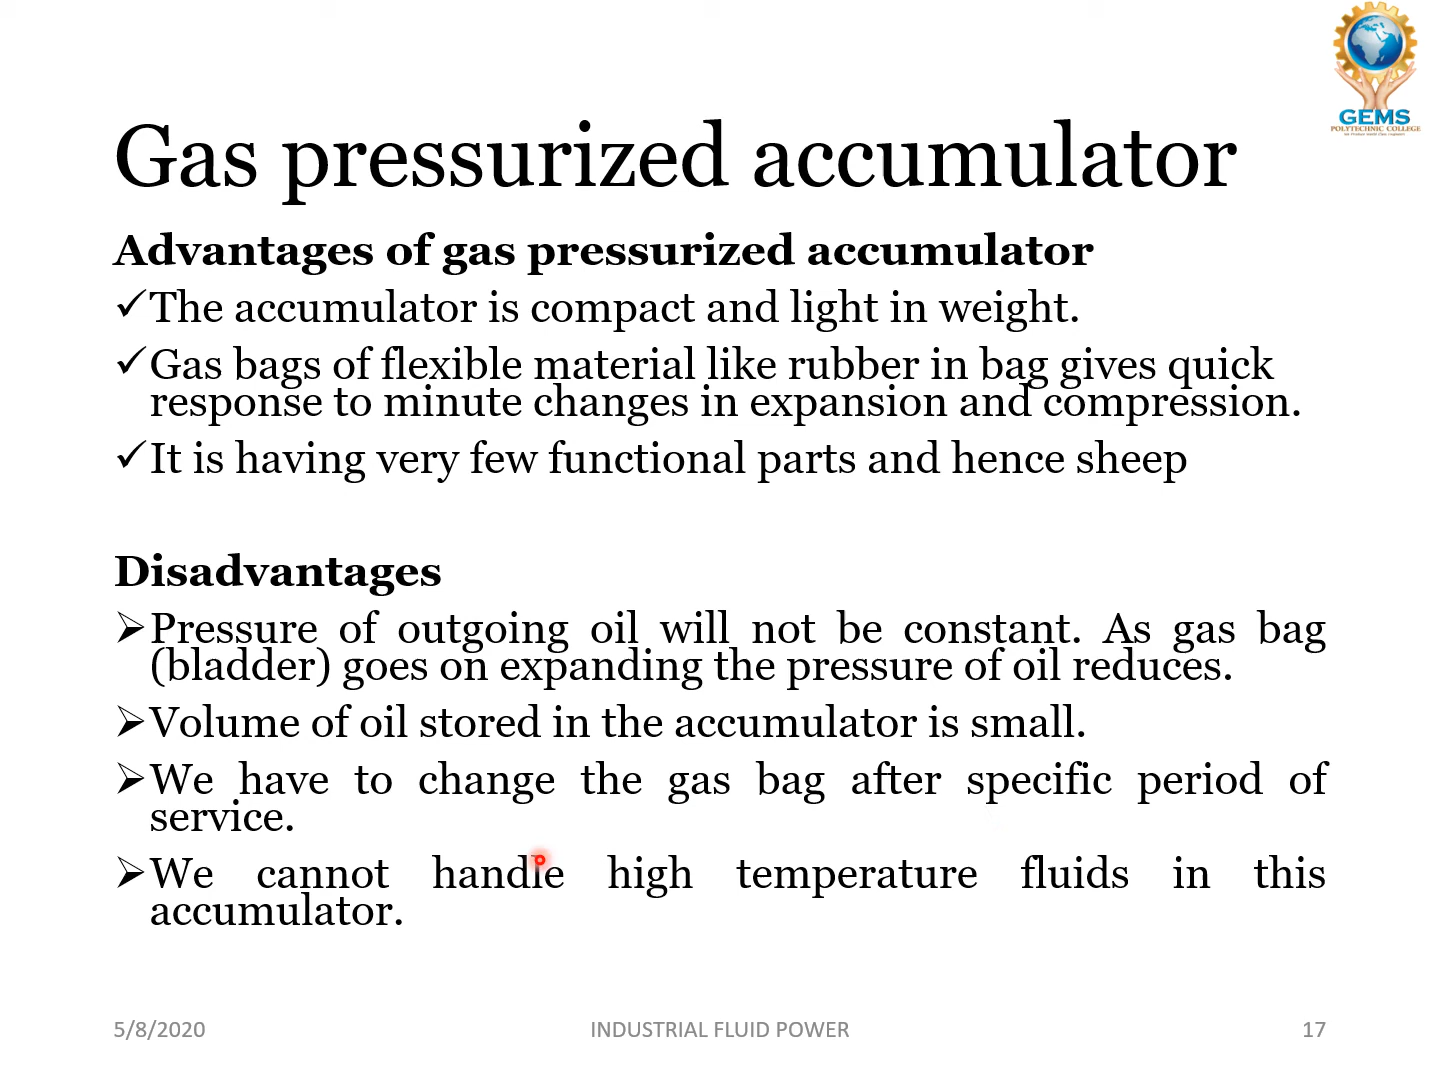 GEMS
POLYTECHNIC COLLEGE
Gas pressurized accumulator
Advantages of gas pressurized accumulator
✓The accumulator is compact and light in weight.
✓Gas bags of flexible material like rubber in bag gives quick
response to minute changes in expansion and compression.
✓It is having very few functional parts and hence sheep
Disadvantages
➢Pressure of outgoing oil will not be constant. As gas bag
(bladder) goes on expanding the pressure of oil reduces.
➢Volume of oil stored in the accumulator is small.
➢We have to change the gas bag after specific period of
service.
➢We cannot handle high temperature fluids in this
accumulator.
5/8/2020 INDUSTRIAL FLUID POWER 17